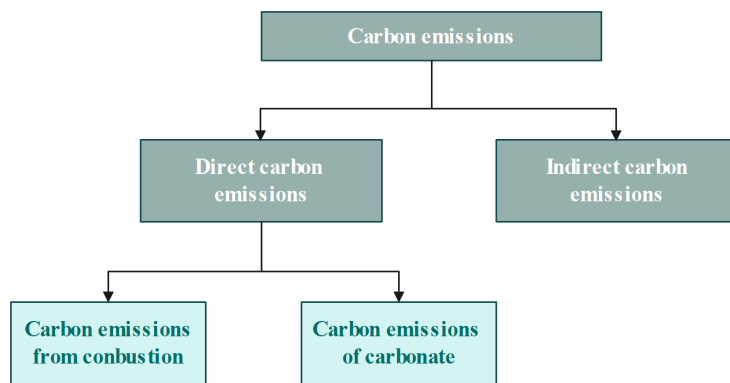 Carbon emissions
Direct carbon
emissions
Indirect carbon
emissions
Carbon emissions
from conbustion
Carbon emissions
of carbonate